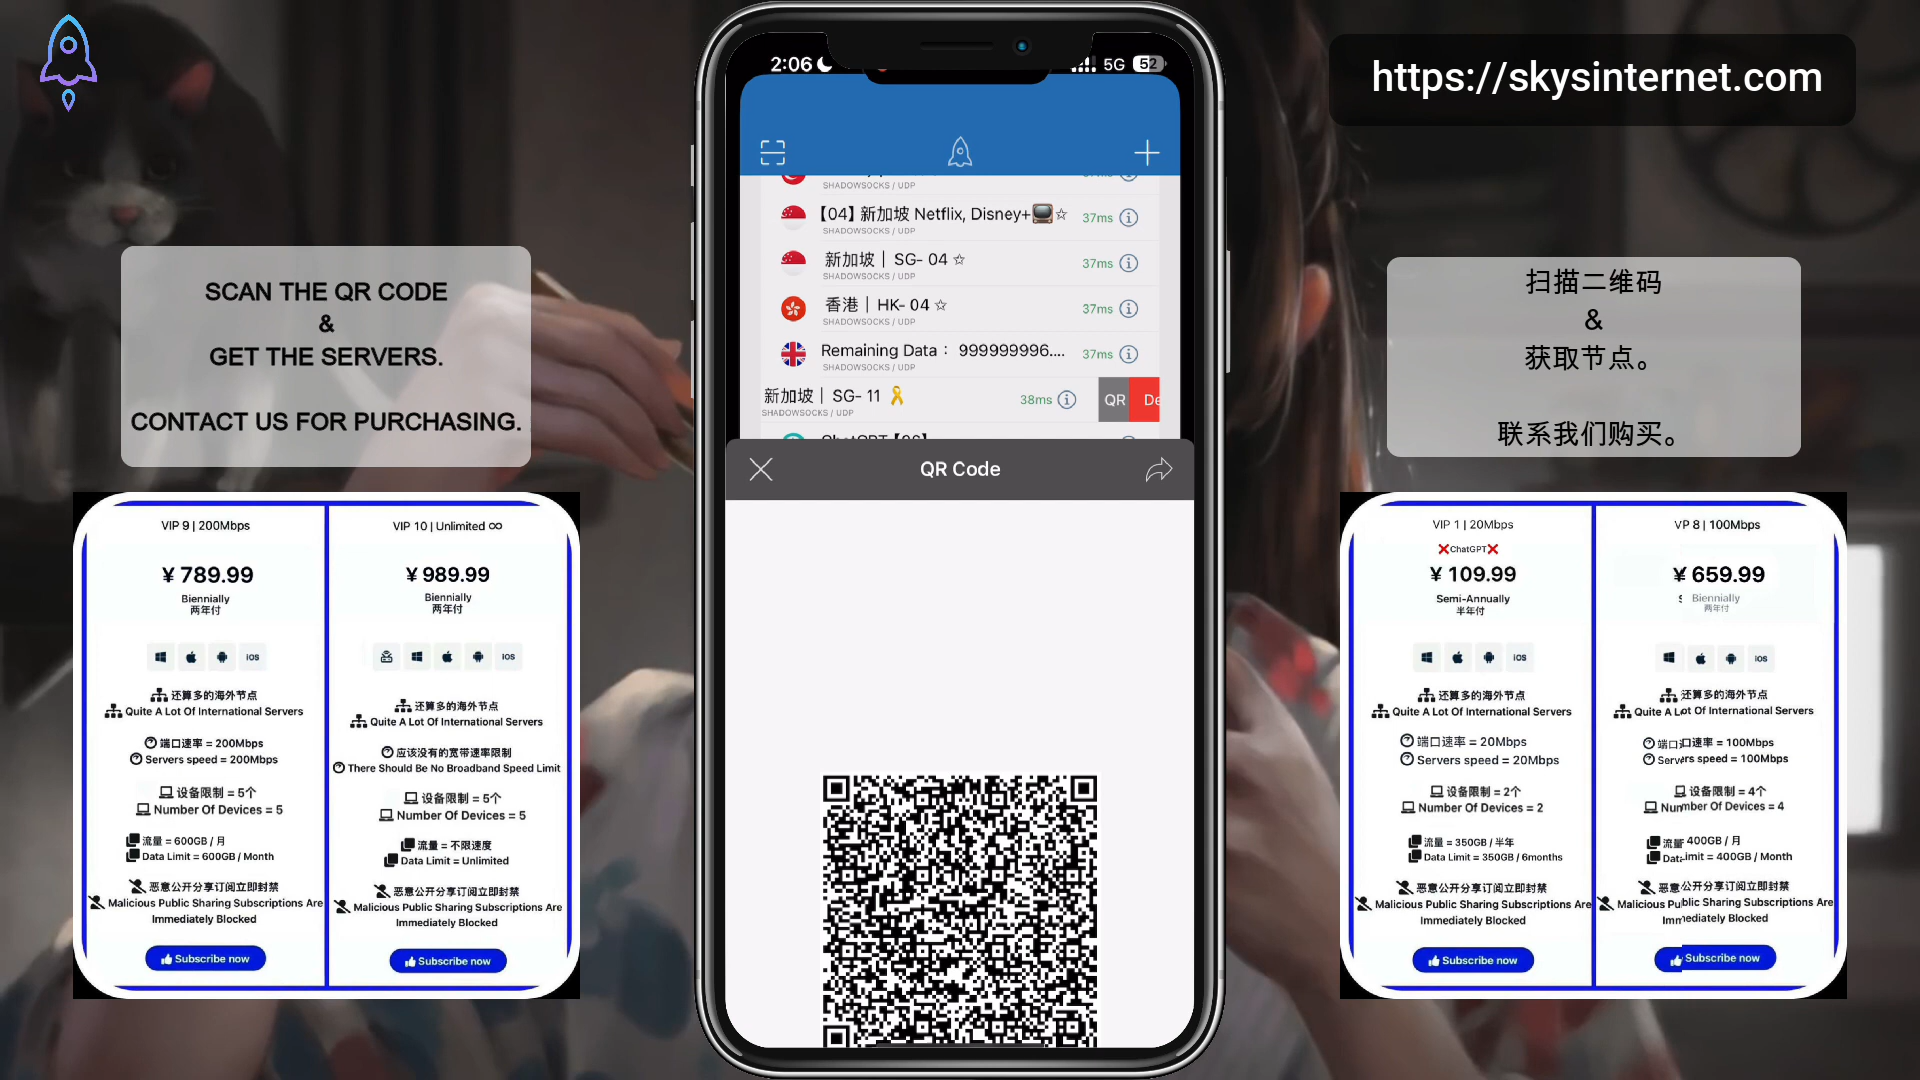 https://skysinternet.com
SCAN THE QR CODE
&
GET THE SERVERS.
CONTACT US FOR PURCHASING.
VIP 9 | 200Mbps
¥ 789.99
Biennially
两年付
iOS
还算多的海外节点
Quite A Lot Of International Servers
端口速率 = 200Mbps
Servers speed = 200Mbps
设备限制 = 5个
Number Of Devices = 5
流量 = 600GB / 月
Data Limit = 600GB / Month
恶意公开分享订阅立即封禁
Malicious Public Sharing Subscriptions Are
Immediately Blocked
Subscribe now
VIP 10 | Unlimited ∞
¥ 989.99
Biennially
两年付
iOS
还算多的海外节点
Quite A Lot Of International Servers
应该没有的宽带速率限制
There Should Be No Broadband Speed Limit
设备限制 = 5个
Number Of Devices = 5
流量 = 不限速度
Data Limit = Unlimited
恶意公开分享订阅立即封禁
Malicious Public Sharing Subscriptions Are
Immediately Blocked
Subscribe now
2:06
5G 52
SHADOWSOCKS / UDP
【04】新加坡 Netflix, Disney+📺☆ 37ms
SHADOWSOCKS / UDP
新加坡｜SG- 04 ☆ 37ms
SHADOWSOCKS / UDP
香港｜HK- 04 ☆ 37ms
SHADOWSOCKS / UDP
Remaining Data： 999999996.... 37ms
SHADOWSOCKS / UDP
新加坡｜SG- 11 🎗 38ms QR De
SHADOWSOCKS / UDP
QR Code
扫描二维码
&
获取节点。
联系我们购买。
VIP 1 | 20Mbps
❌ChatGPT❌
¥ 109.99
Semi-Annually
半年付
iOS
还算多的海外节点
Quite A Lot Of International Servers
端口速率 = 20Mbps
Servers speed = 20Mbps
设备限制 = 2个
Number Of Devices = 2
流量 = 350GB / 半年
Data Limit = 350GB / 6months
恶意公开分享订阅立即封禁
Malicious Public Sharing Subscriptions Are
Immediately Blocked
Subscribe now
VP 8 | 100Mbps
¥ 659.99
Biennially
两年付
iOS
还算多的海外节点
Quite A Lot Of International Servers
端口速率 = 100Mbps
speed = 100Mbps
设备限制 = 4个
Number Of Devices = 4
流量 400GB / 月
= 400GB / Month
恶意公开分享订阅立即封禁
Malicious Public Sharing Subscriptions Are
Immediately Blocked
Subscribe now